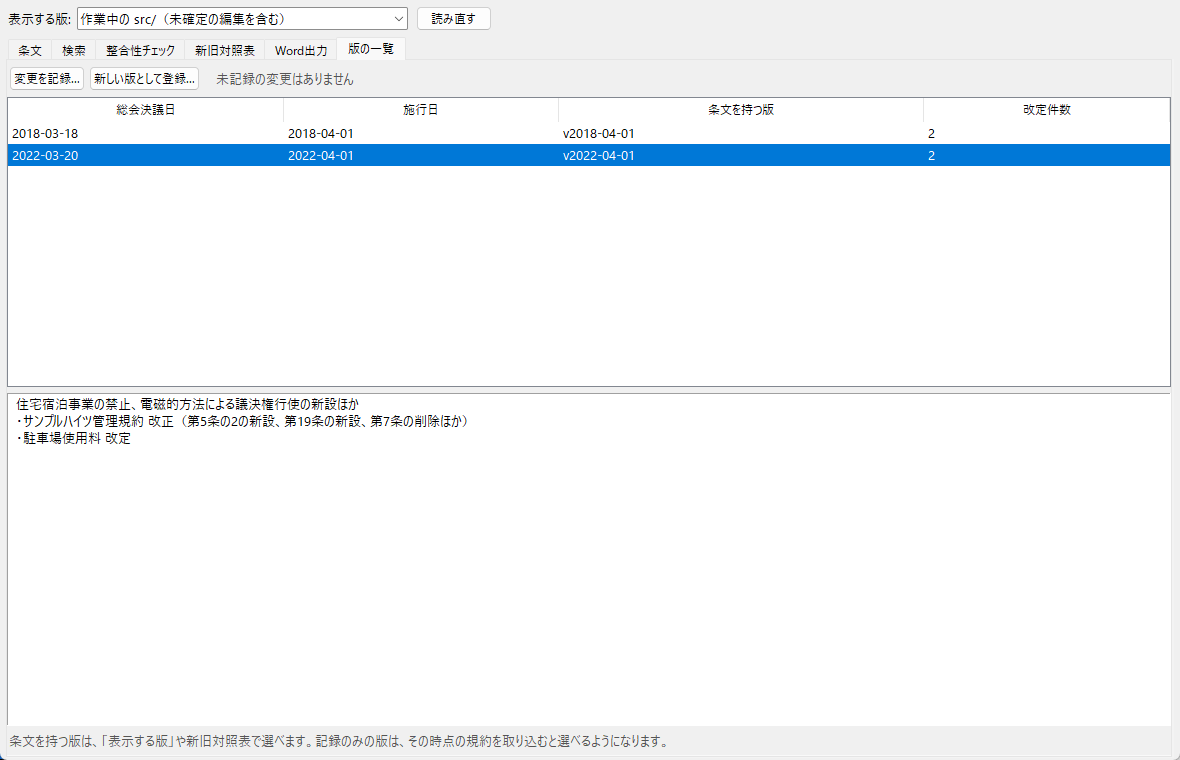 表示する版: 作業中の src/（未確定の編集を含む） 読み直す
条文 検索 整合性チェック 新旧対照表 Word出力 版の一覧
変更を記録... 新しい版として登録... 未記録の変更はありません
総会決議日 施行日 条文を持つ版 改定件数
2018-03-18 2018-04-01 v2018-04-01 2
2022-03-20 2022-04-01 v2022-04-01 2
住宅宿泊事業の禁止、電磁的方法による議決権行使の新設ほか
・サンプルハイツ管理規約 改正（第5条の2の新設、第19条の新設、第7条の削除ほか）
・駐車場使用料 改定
条文を持つ版は、「表示する版」や新旧対照表で選べます。記録のみの版は、その時点の規約を取り込むと選べるようになります。